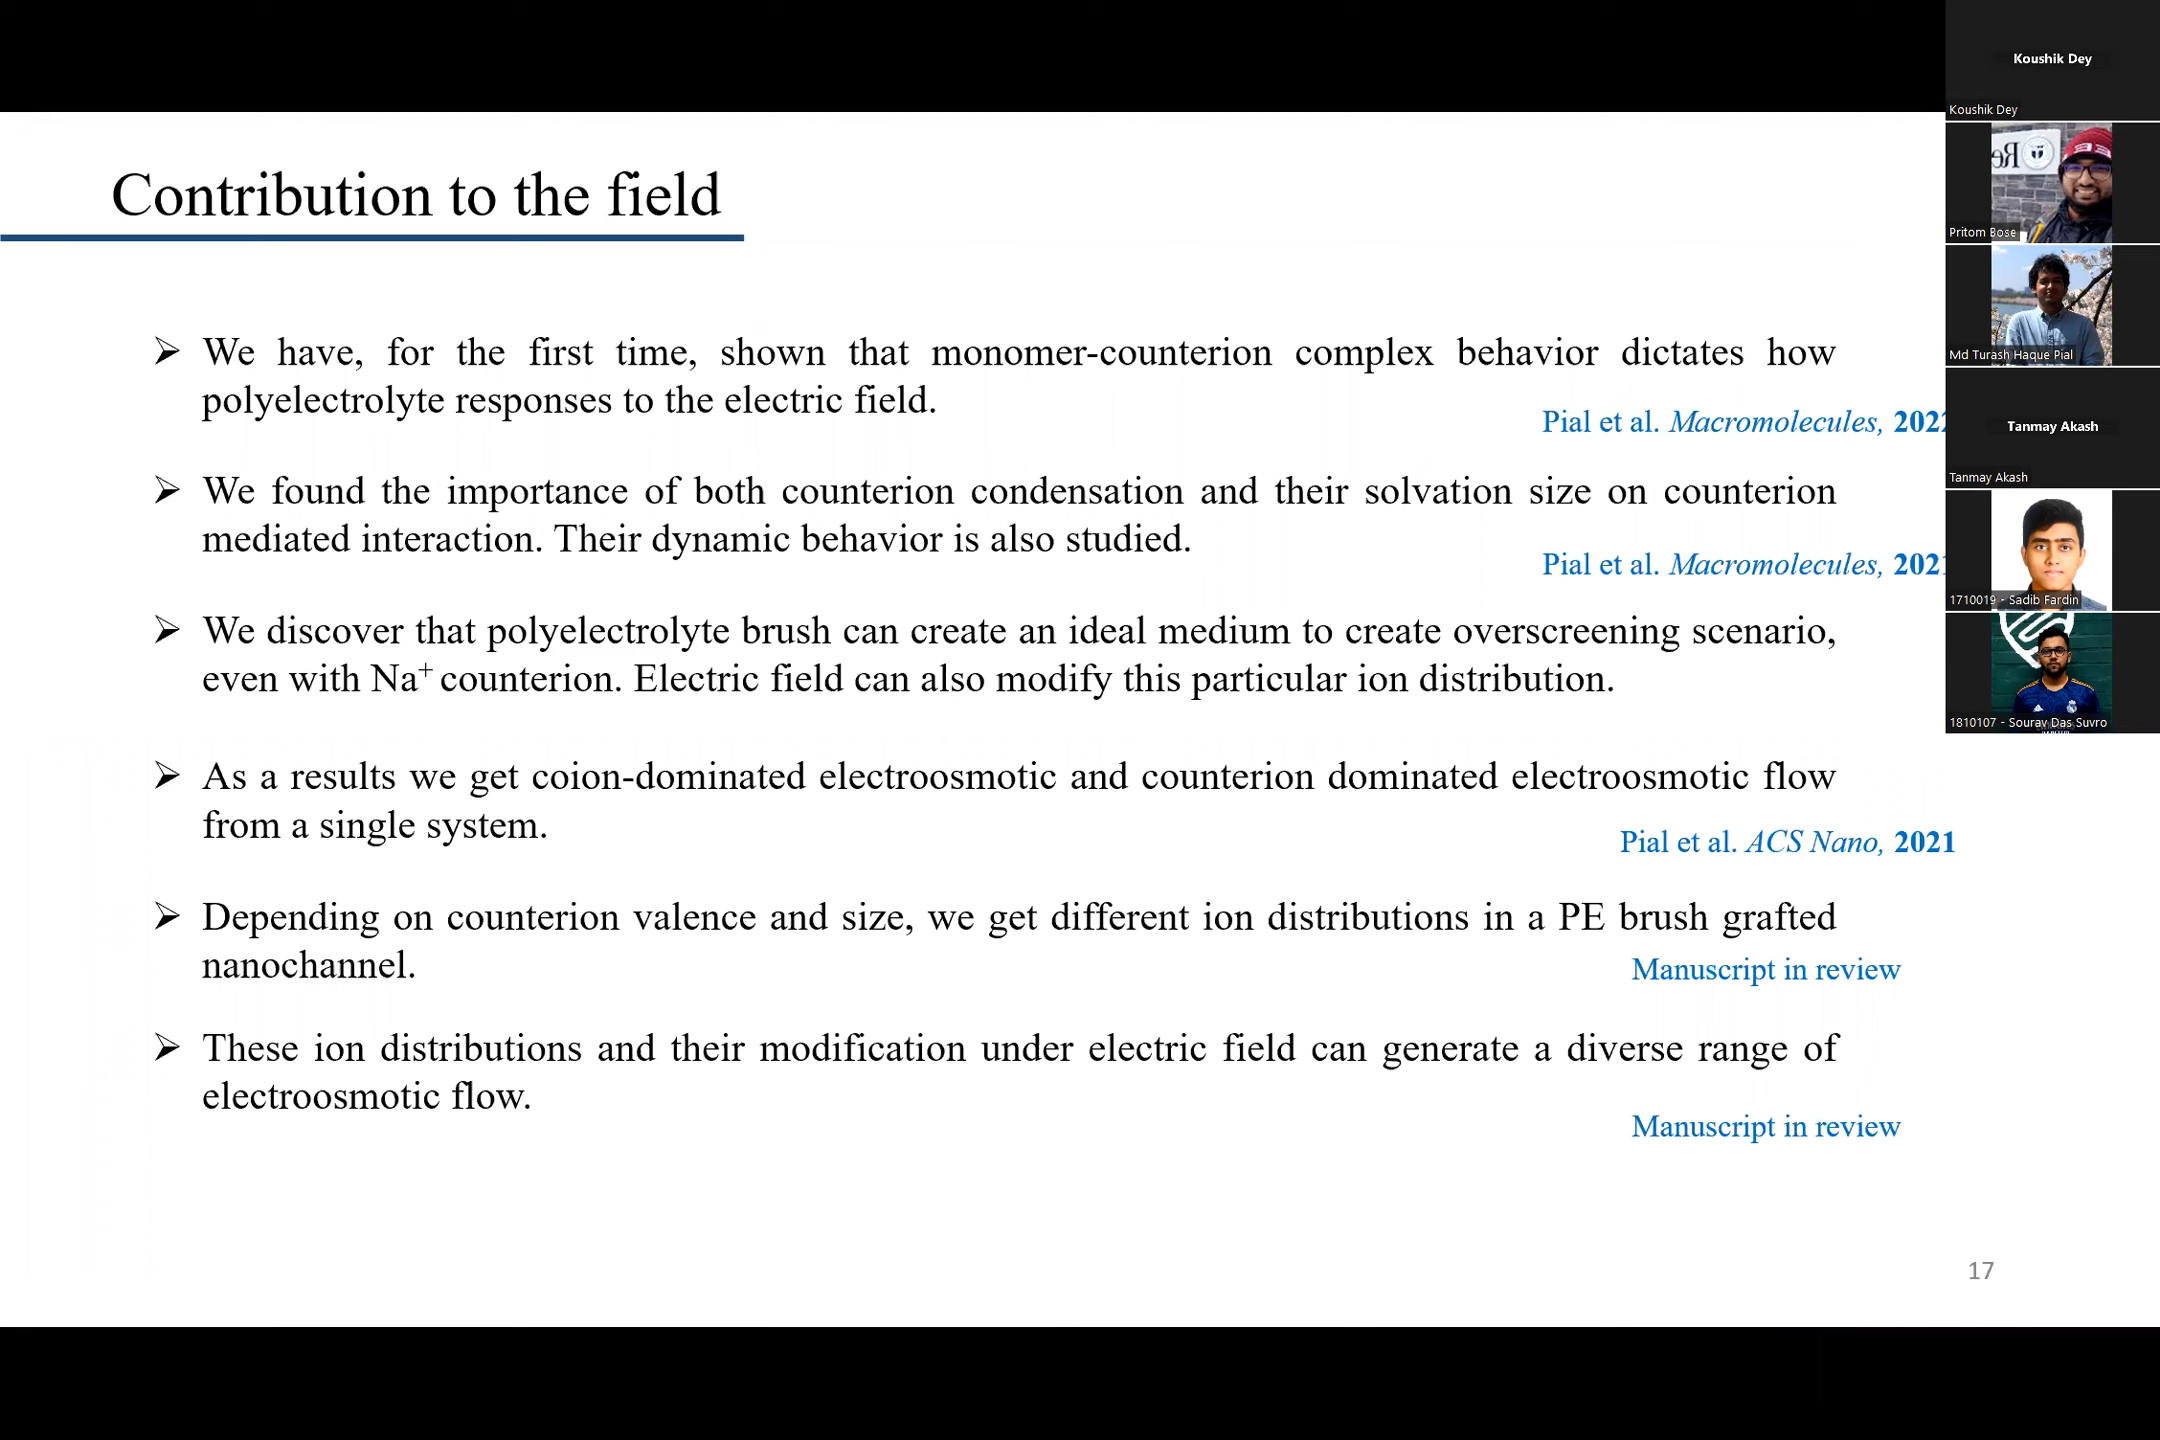 Contribution to the field
➢ We have, for the first time, shown that monomer-counterion complex behavior dictates how
polyelectrolyte responses to the electric field.
Pial et al. Macromolecules, 2022
➢ We found the importance of both counterion condensation and their solvation size on counterion
mediated interaction. Their dynamic behavior is also studied.
Pial et al. Macromolecules, 2021
➢ We discover that polyelectrolyte brush can create an ideal medium to create overscreening scenario,
even with Na⁺ counterion. Electric field can also modify this particular ion distribution.
➢ As a results we get coion-dominated electroosmotic and counterion dominated electroosmotic flow
from a single system.
Pial et al. ACS Nano, 2021
➢ Depending on counterion valence and size, we get different ion distributions in a PE brush grafted
nanochannel.
Manuscript in review
➢ These ion distributions and their modification under electric field can generate a diverse range of
electroosmotic flow.
Manuscript in review
17
Koushik Dey
Koushik Dey
Pritom Bose
Md Turash Haque Pial
Tanmay Akash
Tanmay Akash
1710019 - Sadib Fardin
1810107 - Sourav Das Suvro